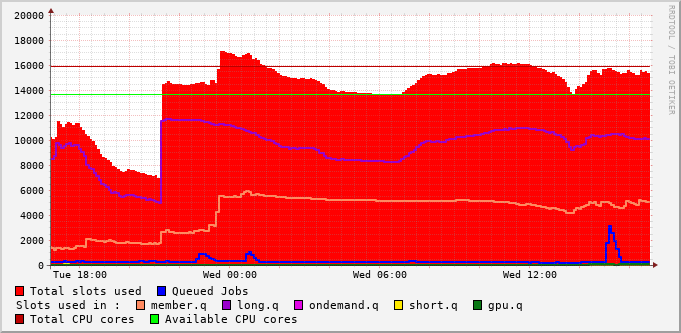 20000
18000
16000
14000
12000
10000
8000
6000
4000
2000
0
Tue 18:00 Wed 00:00 Wed 06:00 Wed 12:00
RRDTOOL / TOBI OETIKER
Total slots used Queued Jobs
Slots used in : member.q long.q ondemand.q short.q gpu.q
Total CPU cores Available CPU cores